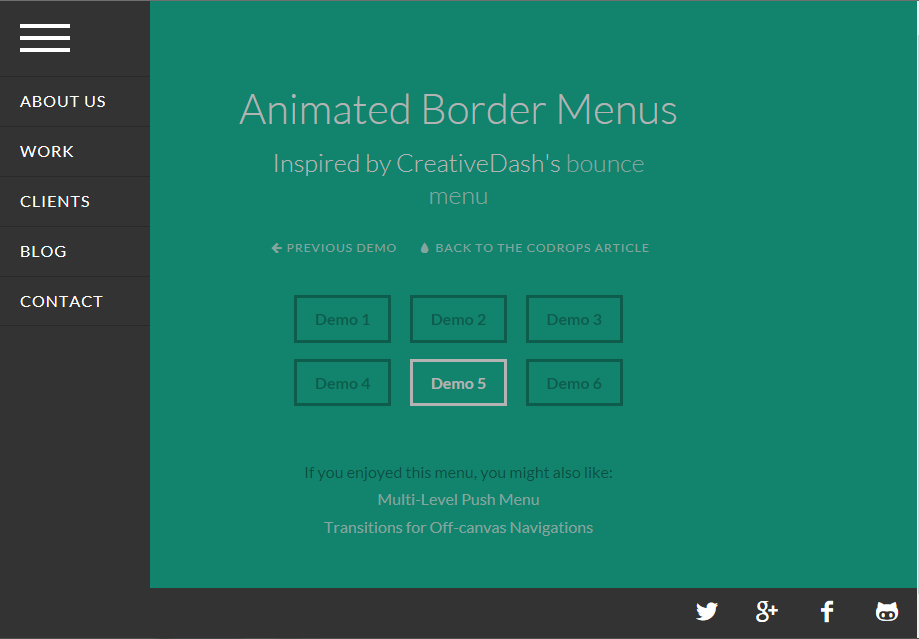 ABOUT US
WORK
CLIENTS
BLOG
CONTACT
Animated Border Menus
Inspired by CreativeDash's bounce
menu
PREVIOUS DEMO BACK TO THE CODROPS ARTICLE
Demo 1 Demo 2 Demo 3
Demo 4 Demo 5 Demo 6
If you enjoyed this menu, you might also like:
Multi-Level Push Menu
Transitions for Off-canvas Navigations